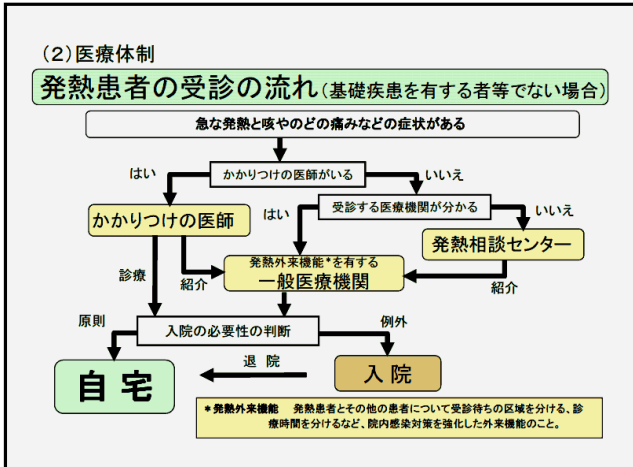 (2)医療体制
発熱患者の受診の流れ(基礎疾患を有する者等でない場合)
急な発熱と咳やのどの痛みなどの症状がある
はい
かかりつけの医師がいる
いいえ
かかりつけの医師
はい
受診する医療機関が分かる
いいえ
発熱相談センター
診療
紹介
発熱外来機能*を有する
一般医療機関
紹介
原則
入院の必要性の判断
例外
自宅
退 院
入院
*発熱外来機能 発熱患者とその他の患者について受診待ちの区域を分ける、診
療時間を分けるなど、院内感染対策を強化した外来機能のこと。